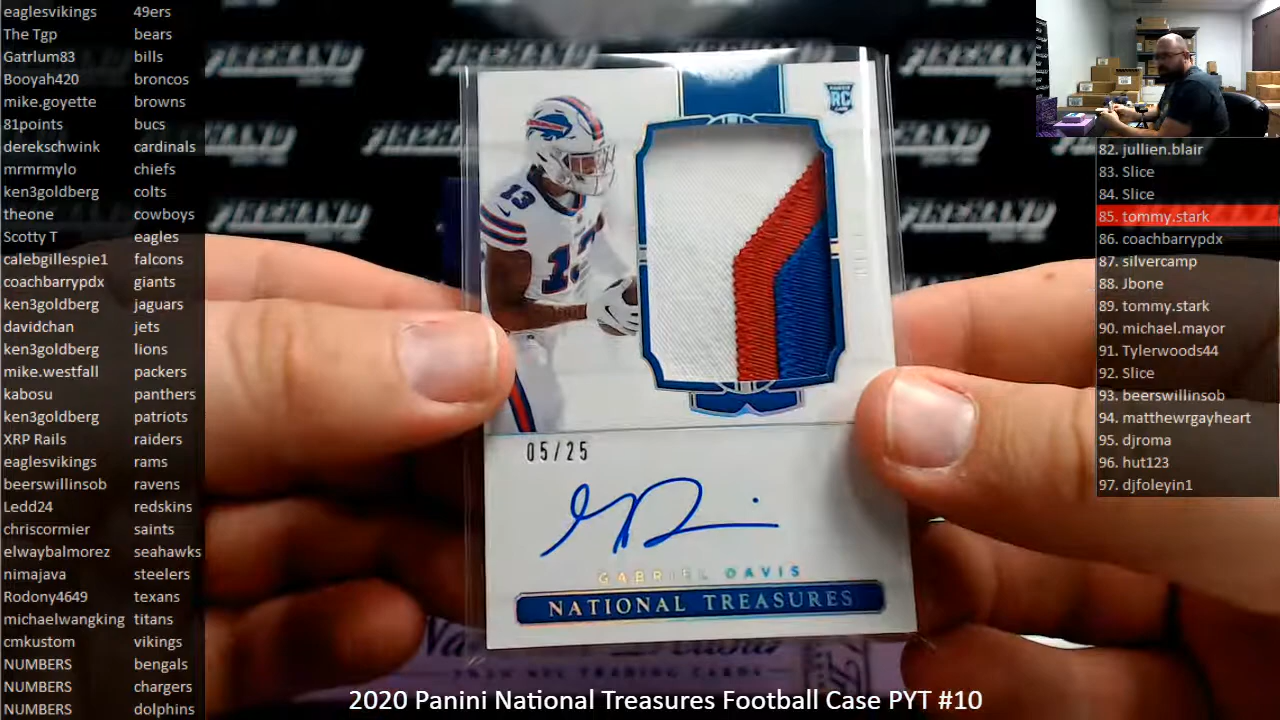 eaglesvikings 49ers
The Tgp bears
Gatrlum83 bills
Booyah420 broncos
mike.goyette browns
81points bucs
derekschwink cardinals
mrmrmylo chiefs
ken3goldberg colts
theone cowboys
Scotty T eagles
calebgillespie1 falcons
coachbarrypdx giants
ken3goldberg jaguars
davidchan jets
ken3goldberg lions
mike.westfall packers
kabosu panthers
ken3goldberg patriots
XRP Rails raiders
eaglesvikings rams
beerswillinsob ravens
Ledd24 redskins
chriscormier saints
elwaybalmorez seahawks
nimajava steelers
Rodony4649 texans
michaelwangking titans
cmkustom vikings
NUMBERS bengals
NUMBERS chargers
NUMBERS dolphins
RC
13
13
05/25
GABRIEL DAVIS
NATIONAL TREASURES
NFL TRADING CARDS
82. jullien.blair
83. Slice
84. Slice
85. tommy.stark
86. coachbarrypdx
87. silvercamp
88. Jbone
89. tommy.stark
90. michael.mayor
91. Tylerwoods44
92. Slice
93. beerswillinsob
94. matthewrgayheart
95. djroma
96. hut123
97. djfoleyin1
2020 Panini National Treasures Football Case PYT #10